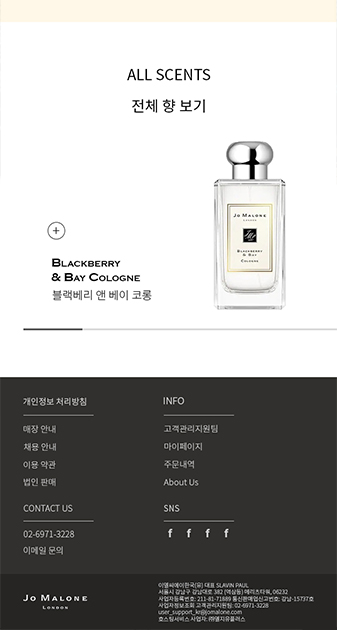 ALL SCENTS
전체 향 보기
JO MALONE
LONDON
BLACKBERRY
& BAY
COLOGNE
BLACKBERRY
& BAY COLOGNE
블랙베리 앤 베이 코롱
개인정보 처리방침
매장 안내
채용 안내
이용 약관
법인 판매
INFO
고객관리지원팀
마이페이지
주문내역
About Us
CONTACT US
02-6971-3228
이메일 문의
SNS
f f f f
JO MALONE
LONDON
이엘씨에이한국(유) 대표 SLAVIN PAUL
서울시 강남구 강남대로 382 (역삼동) 메리츠타워, 06232
사업자등록번호: 211-81-71889 통신판매업신고번호: 강남-15737호
사업자정보조회 고객관리지원팀: 02-6971-3228
user_support_kr@jomalone.com
호스팅서비스 사업자: ㈜엘지유플러스